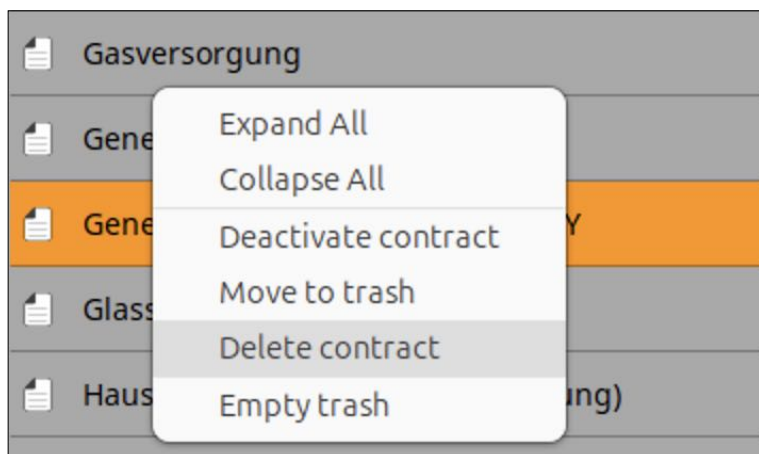 Gasversorgung
Gene
Gene Y
Glass
Haus ung)
Expand All
Collapse All
Deactivate contract
Move to trash
Delete contract
Empty trash